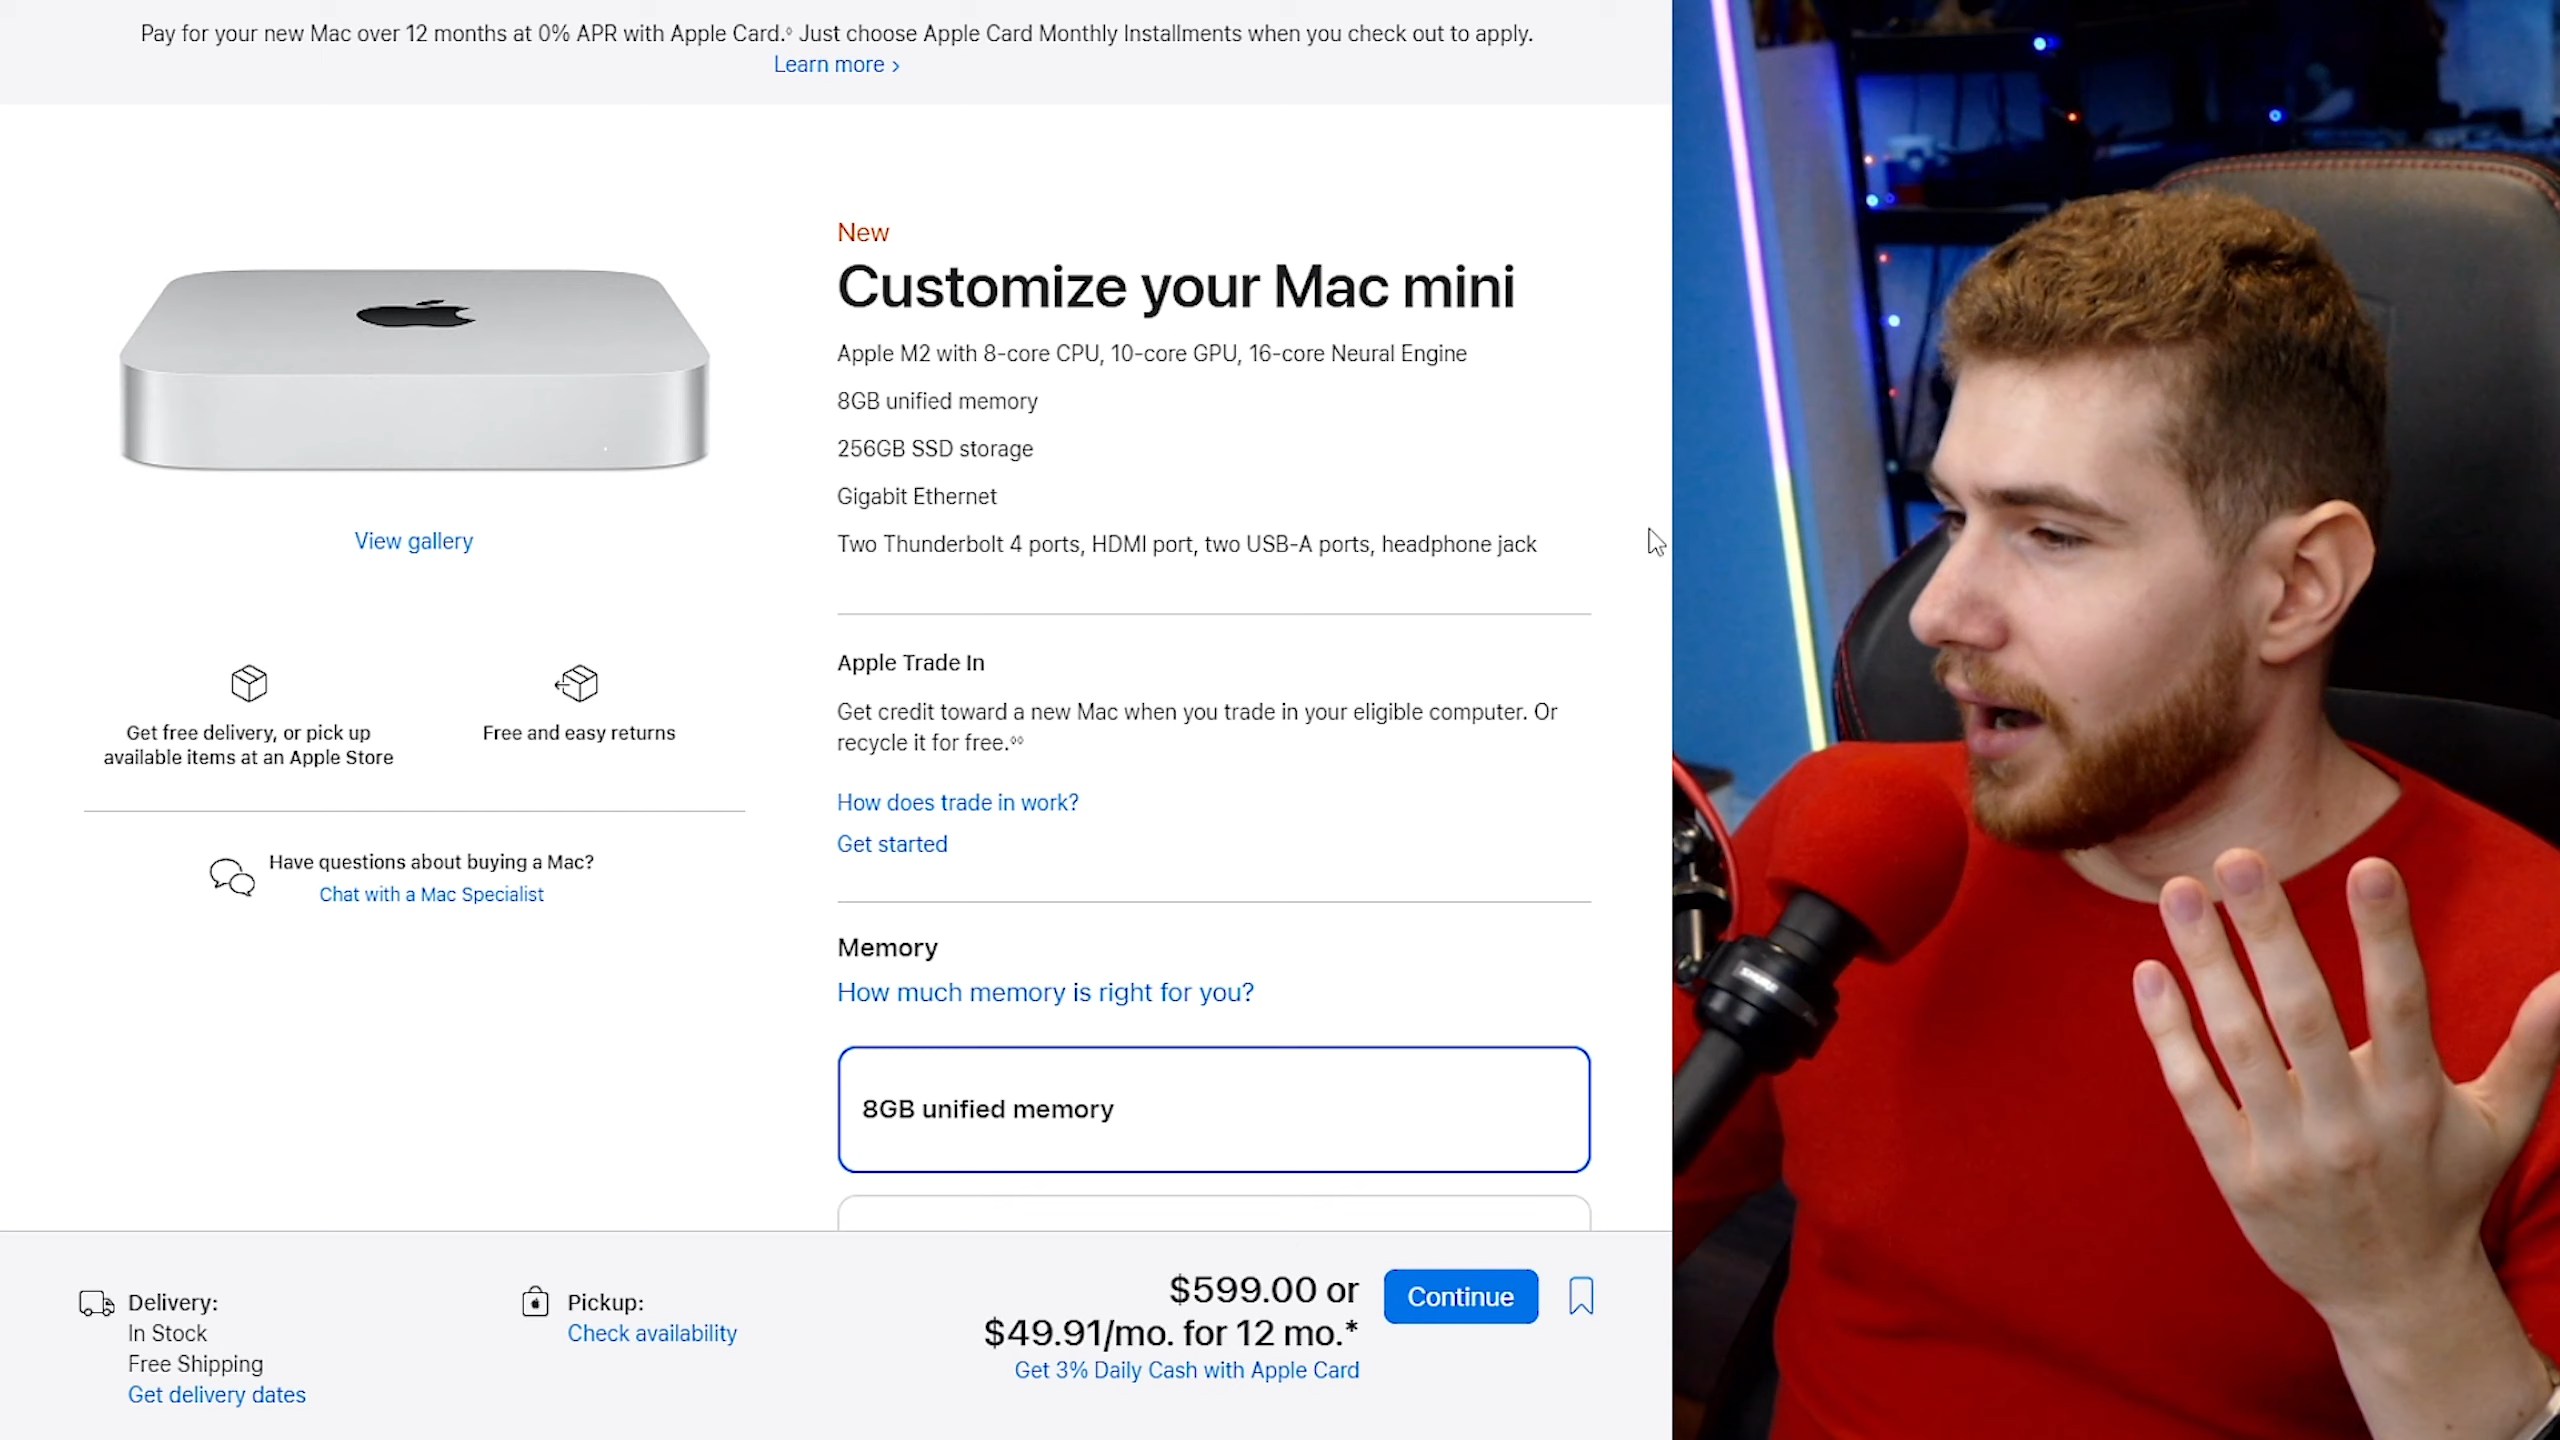 Pay for your new Mac over 12 months at 0% APR with Apple Card.◊ Just choose Apple Card Monthly Installments when you check out to apply.
Learn more ›
New
Customize your Mac mini
Apple M2 with 8-core CPU, 10-core GPU, 16-core Neural Engine
8GB unified memory
256GB SSD storage
Gigabit Ethernet
Two Thunderbolt 4 ports, HDMI port, two USB-A ports, headphone jack
View gallery
Get free delivery, or pick up
available items at an Apple Store
Free and easy returns
Have questions about buying a Mac?
Chat with a Mac Specialist
Apple Trade In
Get credit toward a new Mac when you trade in your eligible computer. Or
recycle it for free.◊◊
How does trade in work?
Get started
Memory
How much memory is right for you?
8GB unified memory
Delivery:
In Stock
Free Shipping
Get delivery dates
Pickup:
Check availability
$599.00 or
$49.91/mo. for 12 mo.*
Get 3% Daily Cash with Apple Card
Continue
SHURE